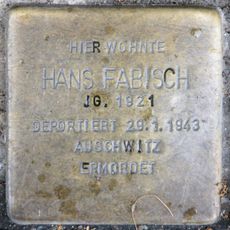 HIER WOHNTE
HANS FABISCH
JG. 1921
DEPORTIERT 29.1.1943
AUSCHWITZ
ERMORDET